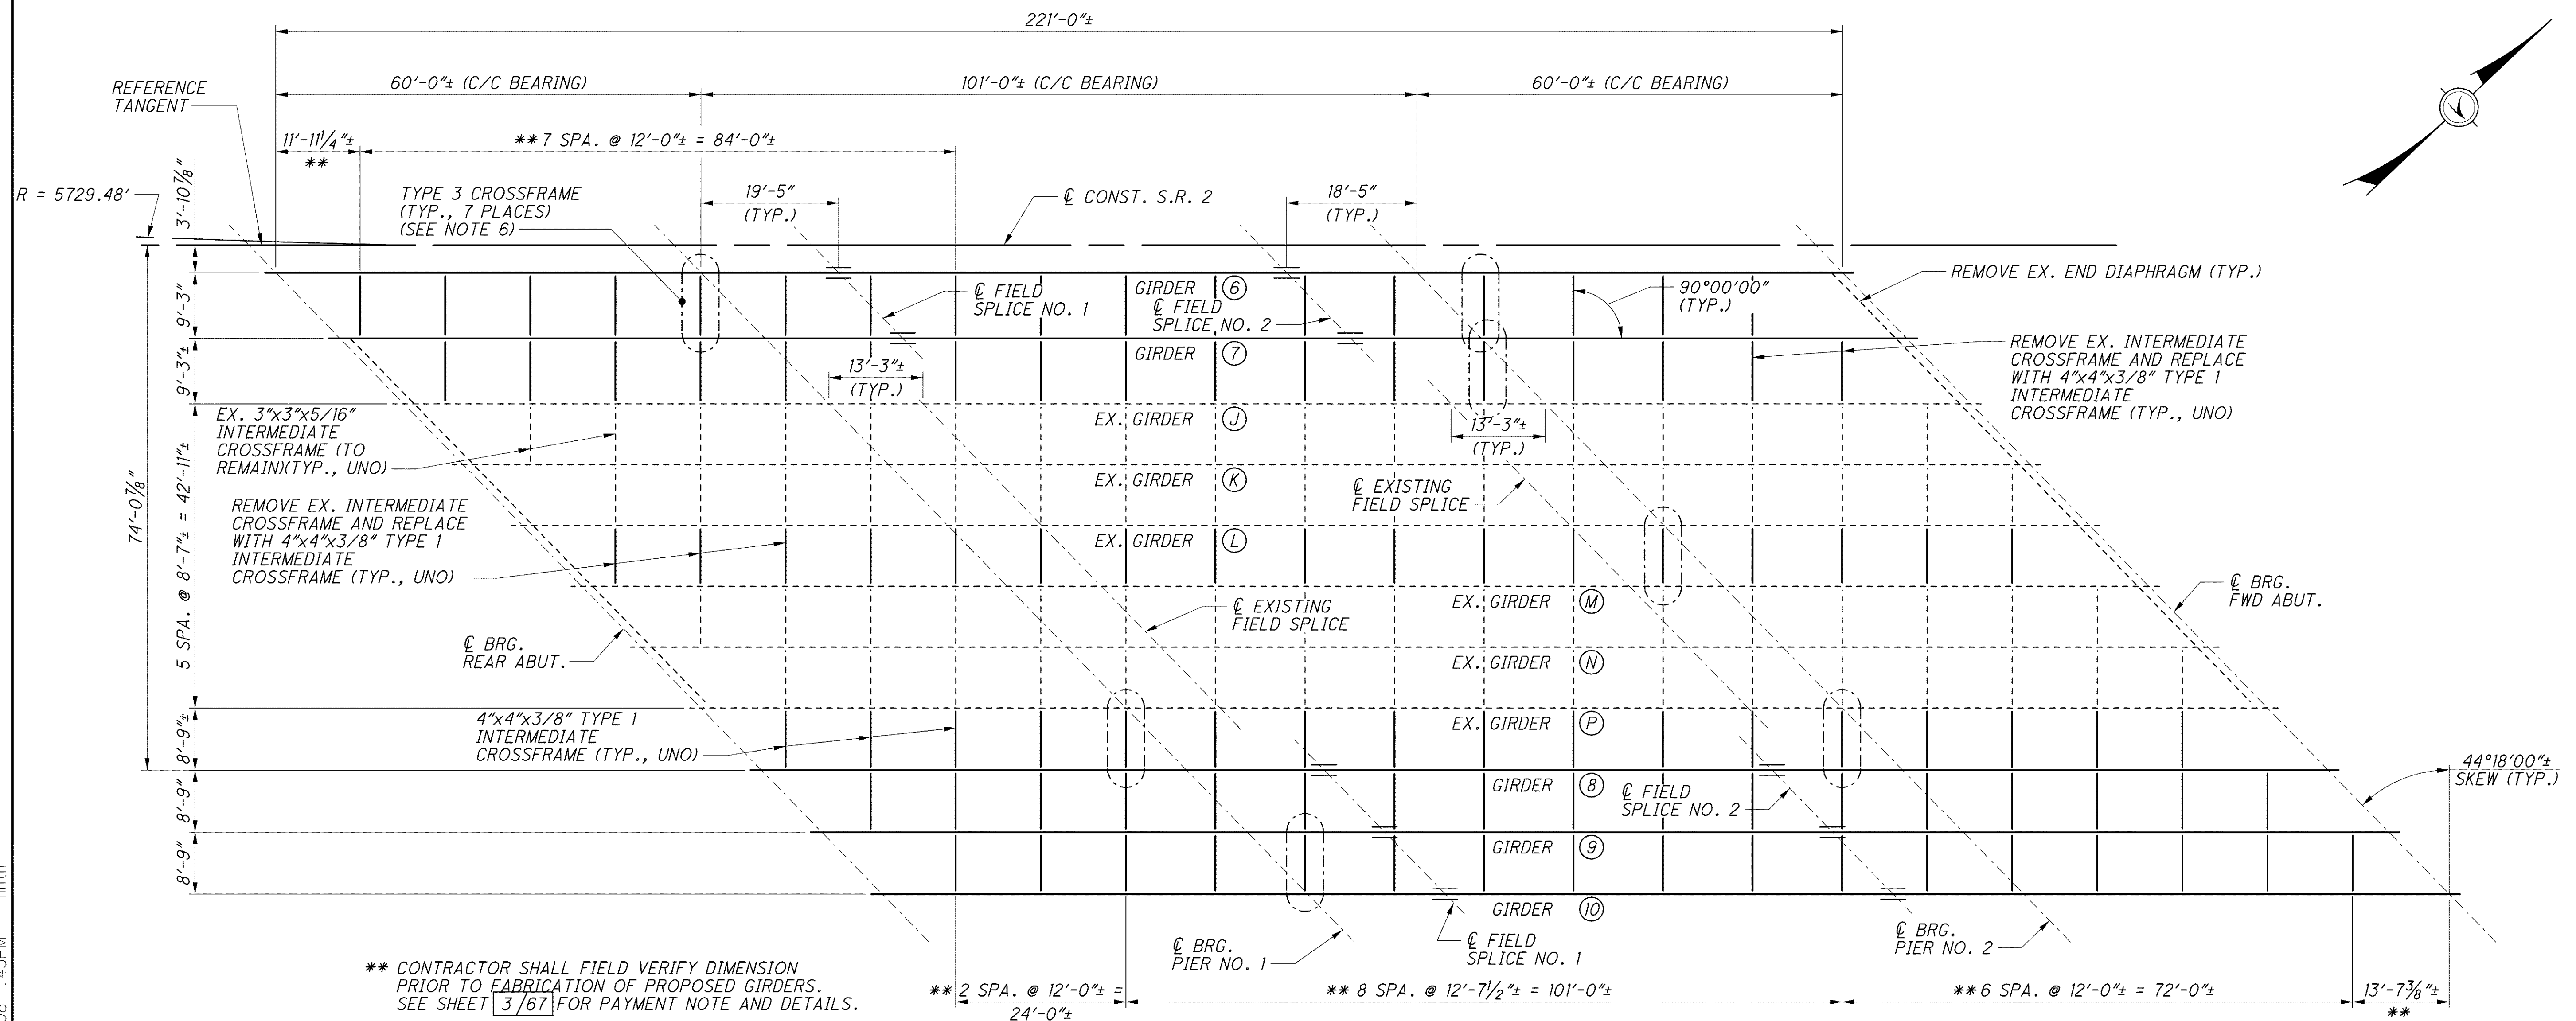 221'-0"±
60'-0"± (C/C BEARING)
101'-0"± (C/C BEARING)
60'-0"± (C/C BEARING)
REFERENCE
TANGENT
11'-11 1/4"±
**
** 7 SPA. @ 12'-0"± = 84'-0"±
R = 5729.48'
3'-10 7/8"
TYPE 3 CROSSFRAME
(TYP., 7 PLACES)
(SEE NOTE 6)
19'-5"
(TYP.)
℄ CONST. S.R. 2
18'-5"
(TYP.)
REMOVE EX. END DIAPHRAGM (TYP.)
9'-3"
℄ FIELD
SPLICE NO. 1
GIRDER 6
℄ FIELD
SPLICE NO. 2
90°00'00"
(TYP.)
GIRDER 7
9'-3"±
13'-3"±
(TYP.)
REMOVE EX. INTERMEDIATE
CROSSFRAME AND REPLACE
WITH 4"x4"x3/8" TYPE 1
INTERMEDIATE
CROSSFRAME (TYP., UNO)
EX. 3"x3"x5/16"
INTERMEDIATE
CROSSFRAME (TO
REMAIN)(TYP., UNO)
EX. GIRDER J
13'-3"±
(TYP.)
EX. GIRDER K
℄ EXISTING
FIELD SPLICE
74'-0 7/8"
5 SPA. @ 8'-7"± = 42'-11"±
REMOVE EX. INTERMEDIATE
CROSSFRAME AND REPLACE
WITH 4"x4"x3/8" TYPE 1
INTERMEDIATE
CROSSFRAME (TYP., UNO)
EX. GIRDER L
EX. GIRDER M
℄ BRG.
FWD ABUT.
℄ EXISTING
FIELD SPLICE
℄ BRG.
REAR ABUT.
EX. GIRDER N
4"x4"x3/8" TYPE 1
INTERMEDIATE
CROSSFRAME (TYP., UNO)
EX. GIRDER P
8'-9"±
44°18'00"±
SKEW (TYP.)
8'-9"
GIRDER 8
℄ FIELD
SPLICE NO. 2
8'-9"
GIRDER 9
GIRDER 10
℄ BRG.
PIER NO. 1
℄ FIELD
SPLICE NO. 1
℄ BRG.
PIER NO. 2
** CONTRACTOR SHALL FIELD VERIFY DIMENSION
PRIOR TO FABRICATION OF PROPOSED GIRDERS.
SEE SHEET 3/67 FOR PAYMENT NOTE AND DETAILS.
** 2 SPA. @ 12'-0"± =
24'-0"±
** 8 SPA. @ 12'-7 1/2"± = 101'-0"±
** 6 SPA. @ 12'-0"± = 72'-0"±
13'-7 3/8"±
**